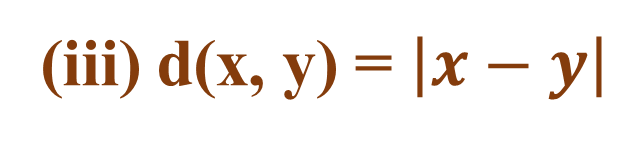 (iii) d(x, y) = |x − y|